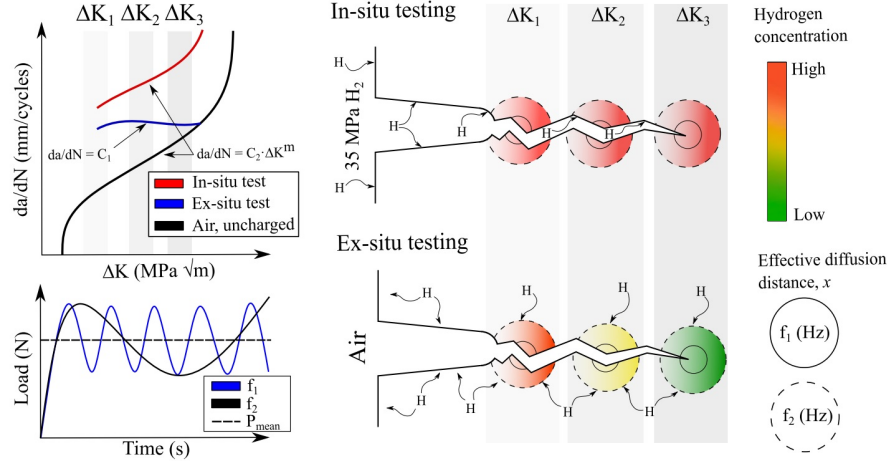 ΔK₁ ΔK₂ ΔK₃
da/dN (mm/cycles)
da/dN = C₁
da/dN = C₂·ΔKᵐ
In-situ test
Ex-situ test
Air, uncharged
ΔK (MPa √m)
Load (N)
f₁
f₂
Pmean
Time (s)
In-situ testing
ΔK₁ ΔK₂ ΔK₃
H
35 MPa H₂
H
H
H
H
H
Ex-situ testing
H
H
H
H
H
Air
H
H
H
H
H
Hydrogen
concentration
High
Low
Effective diffusion
distance, x
f₁ (Hz)
f₂ (Hz)